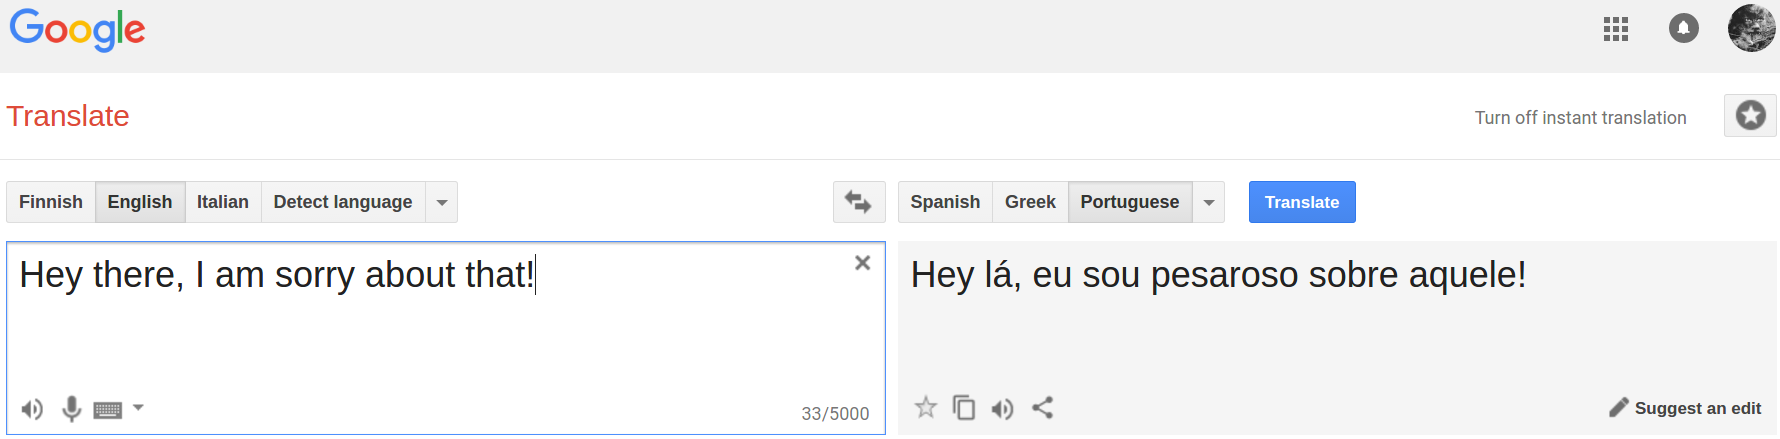 Google
Translate
Turn off instant translation
Finnish English Italian Detect language
Spanish Greek Portuguese
Translate
Hey there, I am sorry about that!
Hey lá, eu sou pesaroso sobre aquele!
33/5000
Suggest an edit